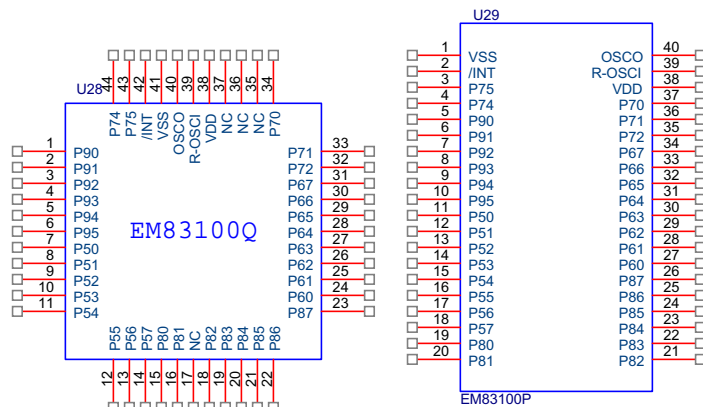 U28
44 43 42 41 40 39 38 37 36 35 34
P74 P75 /INT VSS OSCO R-OSCI VDD NC NC NC P70
1 P90
2 P91
3 P92
4 P93
5 P94
6 P95
7 P50
8 P51
9 P52
10 P53
11 P54
EM83100Q
P71 33
P72 32
P67 31
P66 30
P65 29
P64 28
P63 27
P62 26
P61 25
P60 24
P87 23
P55 P56 P57 P80 P81 NC P82 P83 P84 P85 P86
12 13 14 15 16 17 18 19 20 21 22
U29
1 VSS OSCO 40
2 /INT R-OSCI 39
3 P75 VDD 38
4 P74 P70 37
5 P90 P71 36
6 P91 P72 35
7 P92 P67 34
8 P93 P66 33
9 P94 P65 32
10 P95 P64 31
11 P50 P63 30
12 P51 P62 29
13 P52 P61 28
14 P53 P60 27
15 P54 P87 26
16 P55 P86 25
17 P56 P85 24
18 P57 P84 23
19 P80 P83 22
20 P81 P82 21
EM83100P